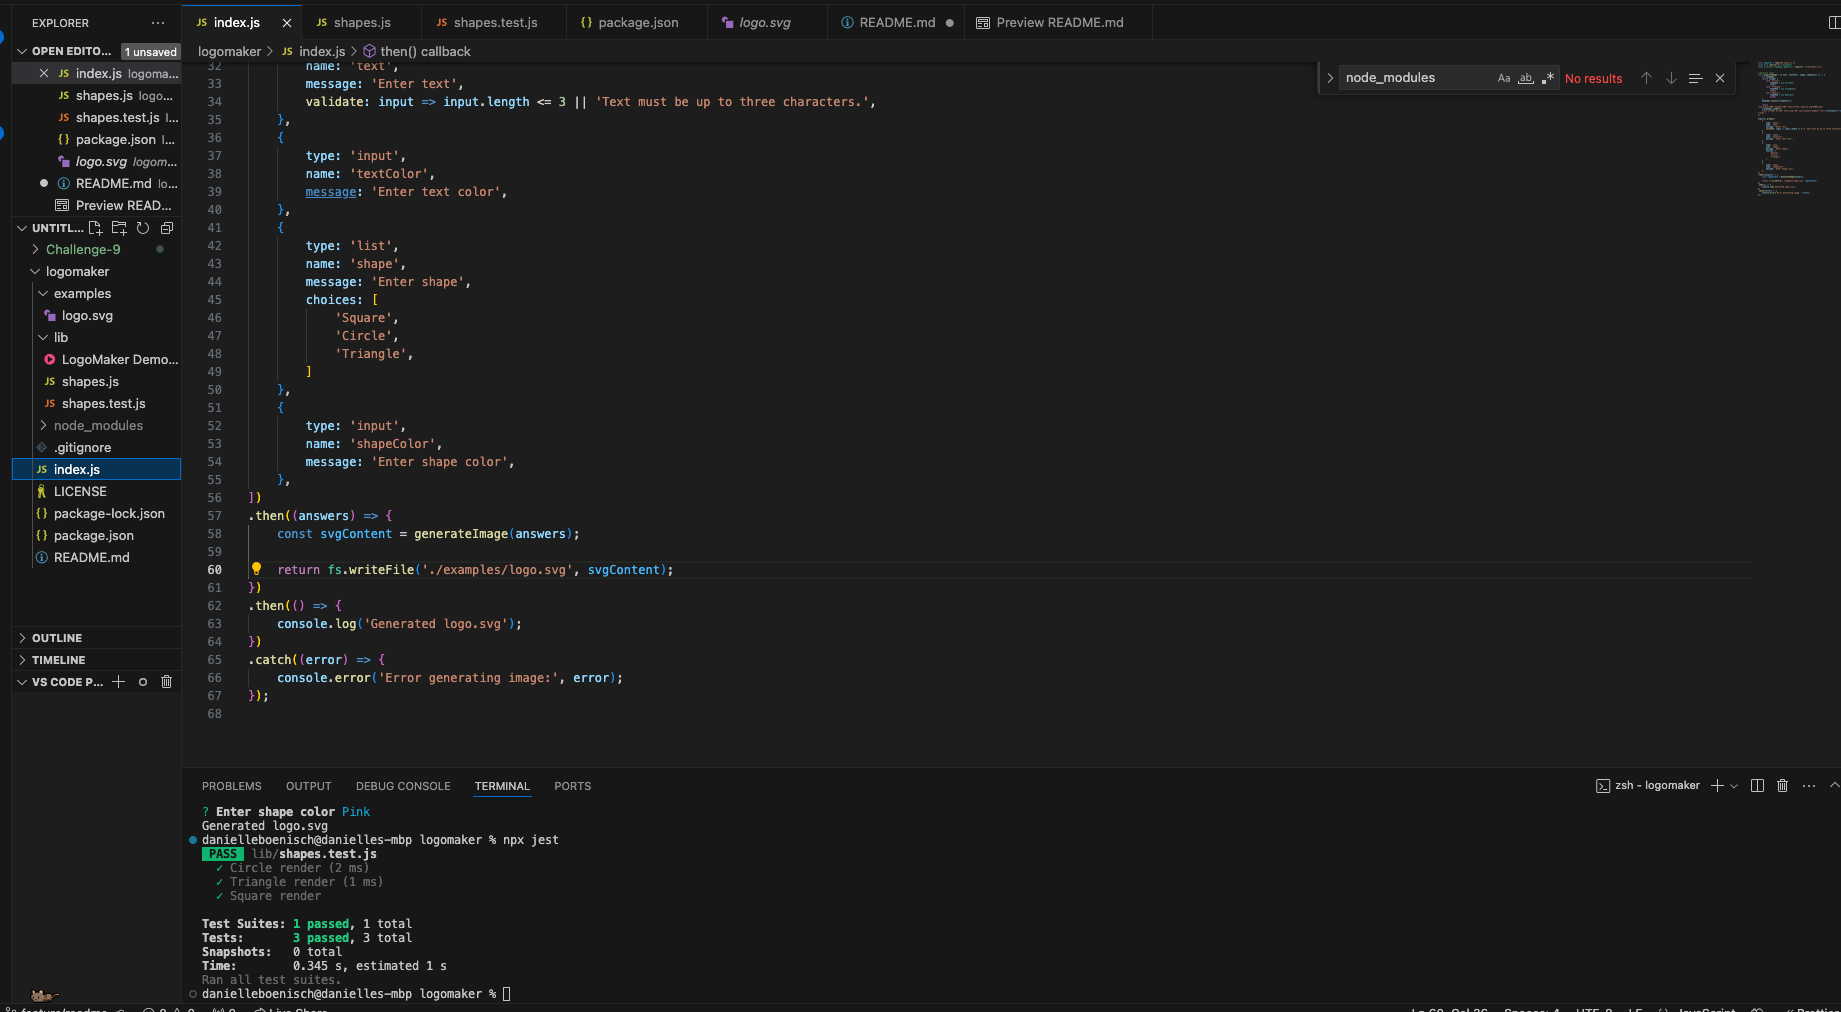 EXPLORER
OPEN EDITO... 1 unsaved
index.js logoma...
shapes.js logo...
shapes.test.js l...
package.json l...
logo.svg logom...
README.md lo...
Preview READ...
UNTITL...
Challenge-9
logomaker
examples
logo.svg
lib
LogoMaker Demo...
shapes.js
shapes.test.js
node_modules
.gitignore
index.js
LICENSE
package-lock.json
package.json
README.md
OUTLINE
TIMELINE
VS CODE P...
index.js
shapes.js
shapes.test.js
package.json
logo.svg
README.md
Preview README.md
logomaker > JS index.js > then() callback
node_modules Aa ab No results
32 name: 'text',
33 message: 'Enter text',
34 validate: input => input.length <= 3 || 'Text must be up to three characters.',
35 },
36 {
37 type: 'input',
38 name: 'textColor',
39 message: 'Enter text color',
40 },
41 {
42 type: 'list',
43 name: 'shape',
44 message: 'Enter shape',
45 choices: [
46 'Square',
47 'Circle',
48 'Triangle',
49 ]
50 },
51 {
52 type: 'input',
53 name: 'shapeColor',
54 message: 'Enter shape color',
55 },
56 ])
57 .then((answers) => {
58 const svgContent = generateImage(answers);
59
60 return fs.writeFile('./examples/logo.svg', svgContent);
61 })
62 .then(() => {
63 console.log('Generated logo.svg');
64 })
65 .catch((error) => {
66 console.error('Error generating image:', error);
67 });
68
PROBLEMS OUTPUT DEBUG CONSOLE TERMINAL PORTS
zsh - logomaker
? Enter shape color Pink
Generated logo.svg
danielleboenisch@danielles-mbp logomaker % npx jest
PASS lib/shapes.test.js
✓ Circle render (2 ms)
✓ Triangle render (1 ms)
✓ Square render
Test Suites: 1 passed, 1 total
Tests: 3 passed, 3 total
Snapshots: 0 total
Time: 0.345 s, estimated 1 s
Ran all test suites.
danielleboenisch@danielles-mbp logomaker %